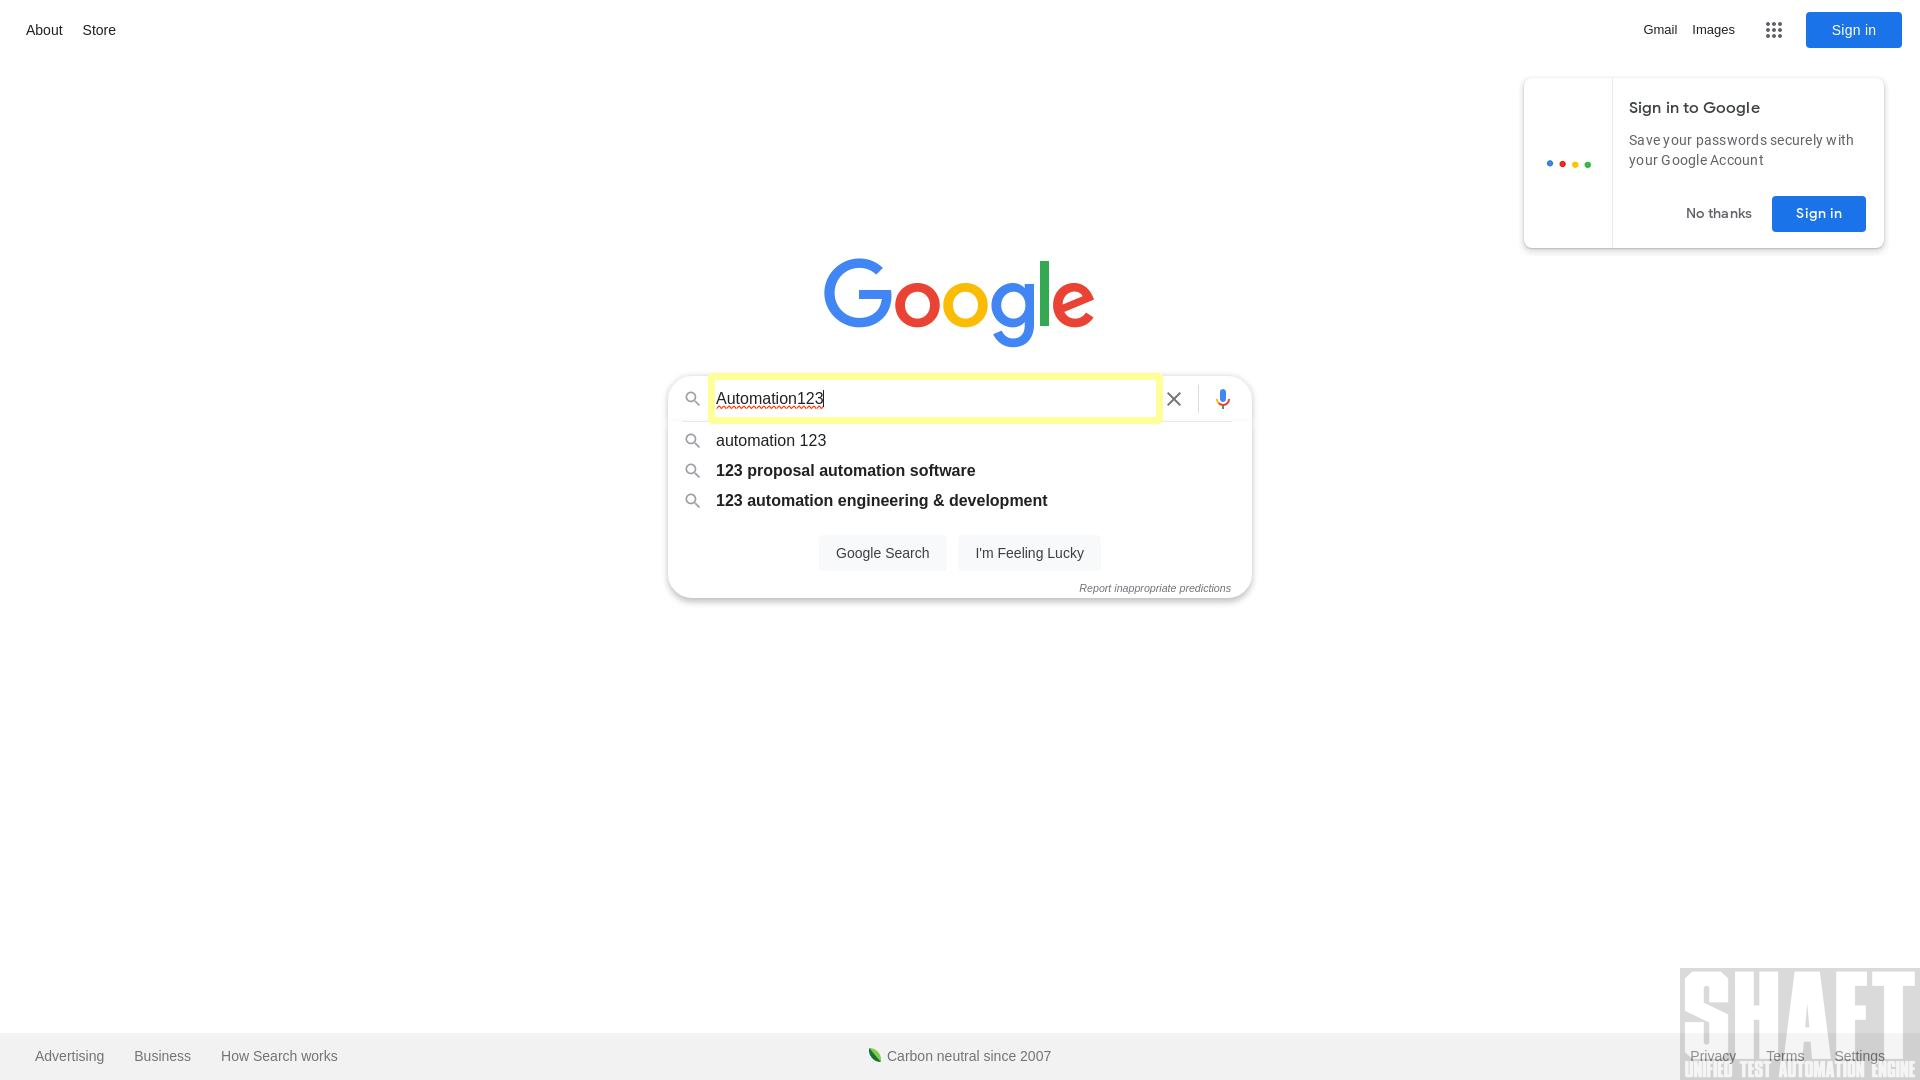 About Store
Gmail Images Sign in
Sign in to Google
Save your passwords securely with
your Google Account
No thanks Sign in
Google
Automation123
automation 123
123 proposal automation software
123 automation engineering & development
Google Search I'm Feeling Lucky
Report inappropriate predictions
Advertising Business How Search works
Carbon neutral since 2007
Privacy Terms Settings
SHAFT
UNIFIED TEST AUTOMATION ENGINE